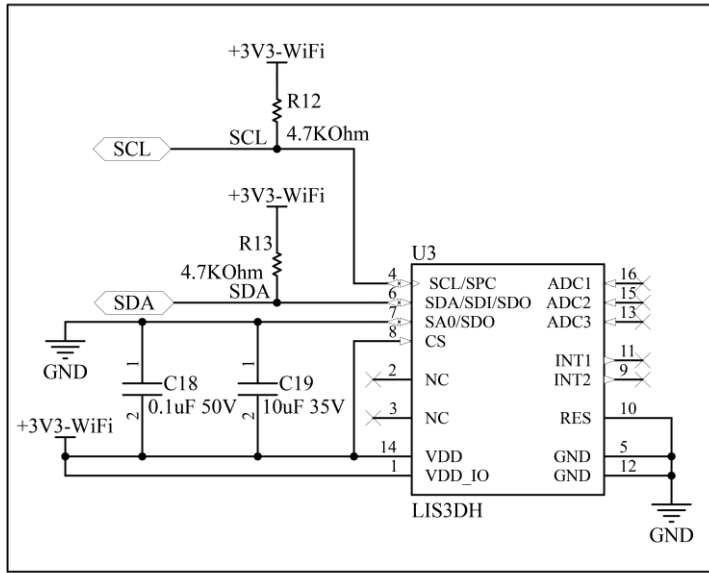 +3V3-WiFi
R12
4.7KOhm
SCL
SCL
+3V3-WiFi
R13
4.7KOhm
SDA
SDA
U3
4 SCL/SPC ADC1 16
6 SDA/SDI/SDO ADC2 15
7 SA0/SDO ADC3 13
8 CS
INT1 11
2 NC INT2 9
3 NC RES 10
14 VDD GND 5
1 VDD_IO GND 12
LIS3DH
GND
1 C18 2
0.1uF 50V
1 C19 2
10uF 35V
+3V3-WiFi
GND